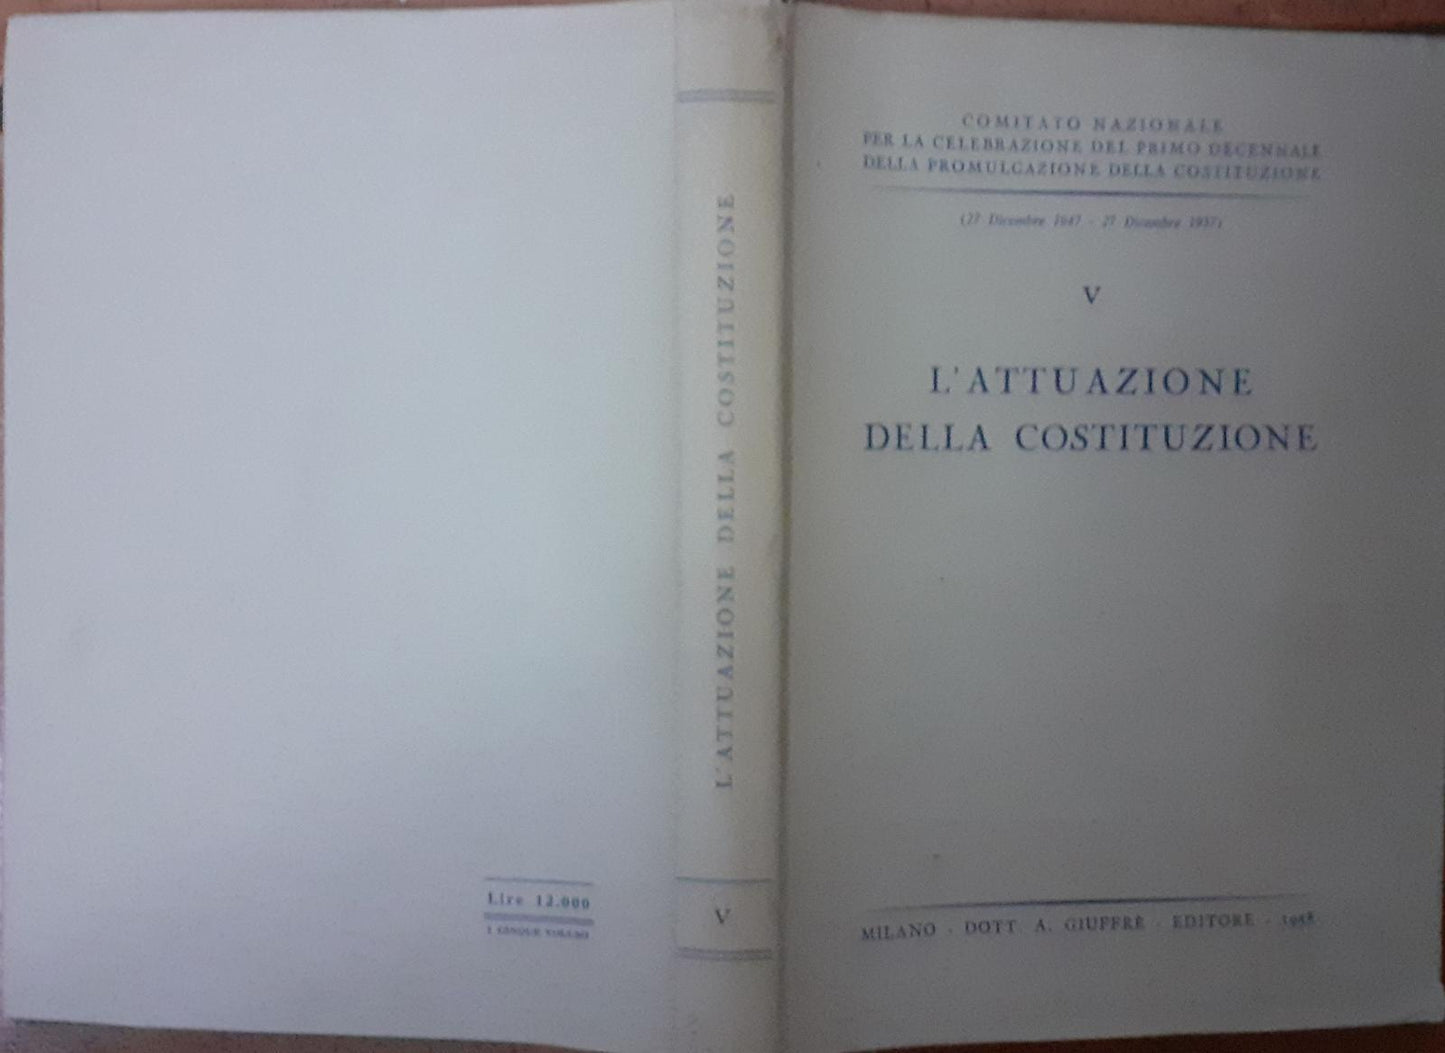 COMITATO NAZIONALE
PER LA CELEBRAZIONE DEL PRIMO DECENNALE
DELLA PROMULGAZIONE DELLA COSTITUZIONE
(27 Dicembre 1947 - 27 Dicembre 1957)
V
L'ATTUAZIONE
DELLA COSTITUZIONE
MILANO · DOTT. A. GIUFFRÈ · EDITORE · 1958
L'ATTUAZIONE DELLA COSTITUZIONE
V
Lire 12.000
I CINQUE VOLUMI